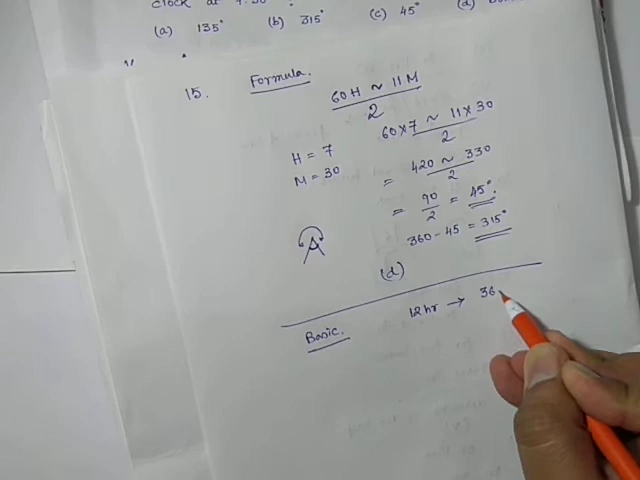 clock at 7.30 ?
(a) 135° (b) 315° (c) 45° (d)
15. Formula.
60H ~ 11M
2
60×7 ~ 11×30
2
H = 7
M = 30
= 420 ~ 330
2
= 90 = 45°.
2
360 - 45 = 315°
A
(d)
Basic. 12hr → 36